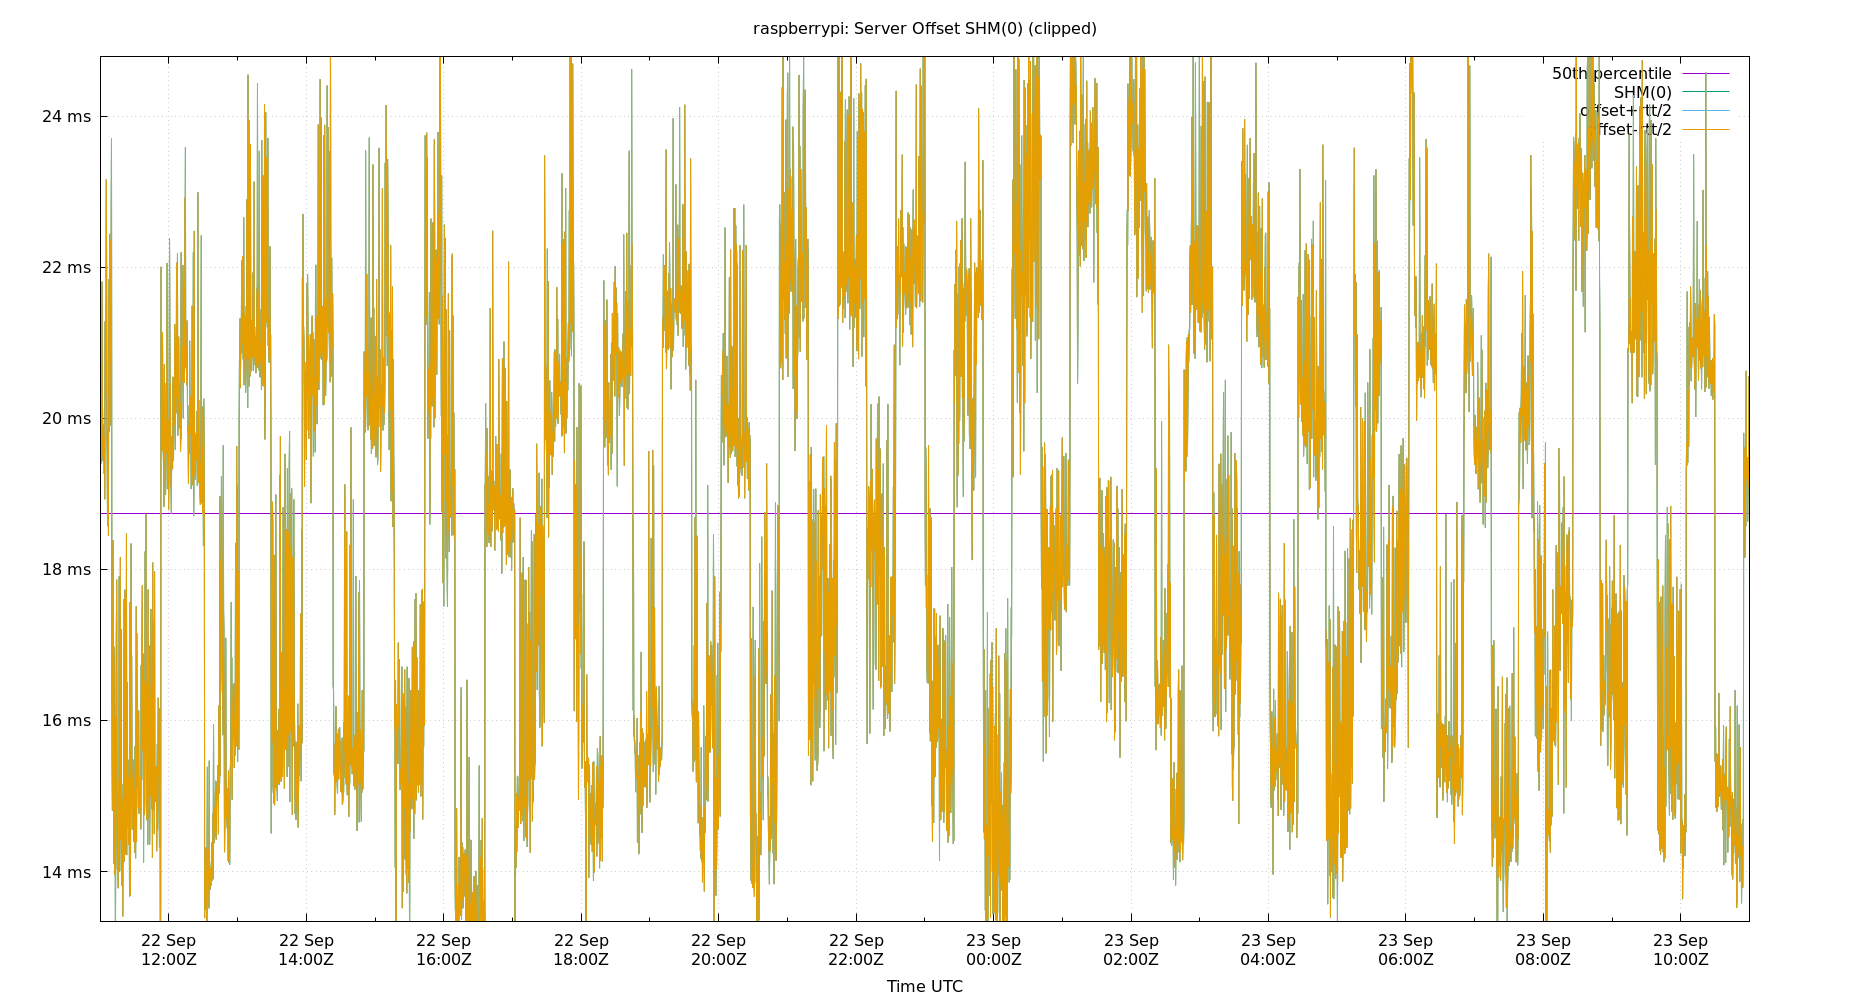 raspberrypi: Server Offset SHM(0) (clipped)
50th percentile
SHM(0)
offset+rtt/2
offset-rtt/2
24 ms
22 ms
20 ms
18 ms
16 ms
14 ms
22 Sep 22 Sep 22 Sep 22 Sep 22 Sep 22 Sep 23 Sep 23 Sep 23 Sep 23 Sep 23 Sep 23 Sep
12:00Z 14:00Z 16:00Z 18:00Z 20:00Z 22:00Z 00:00Z 02:00Z 04:00Z 06:00Z 08:00Z 10:00Z
Time UTC